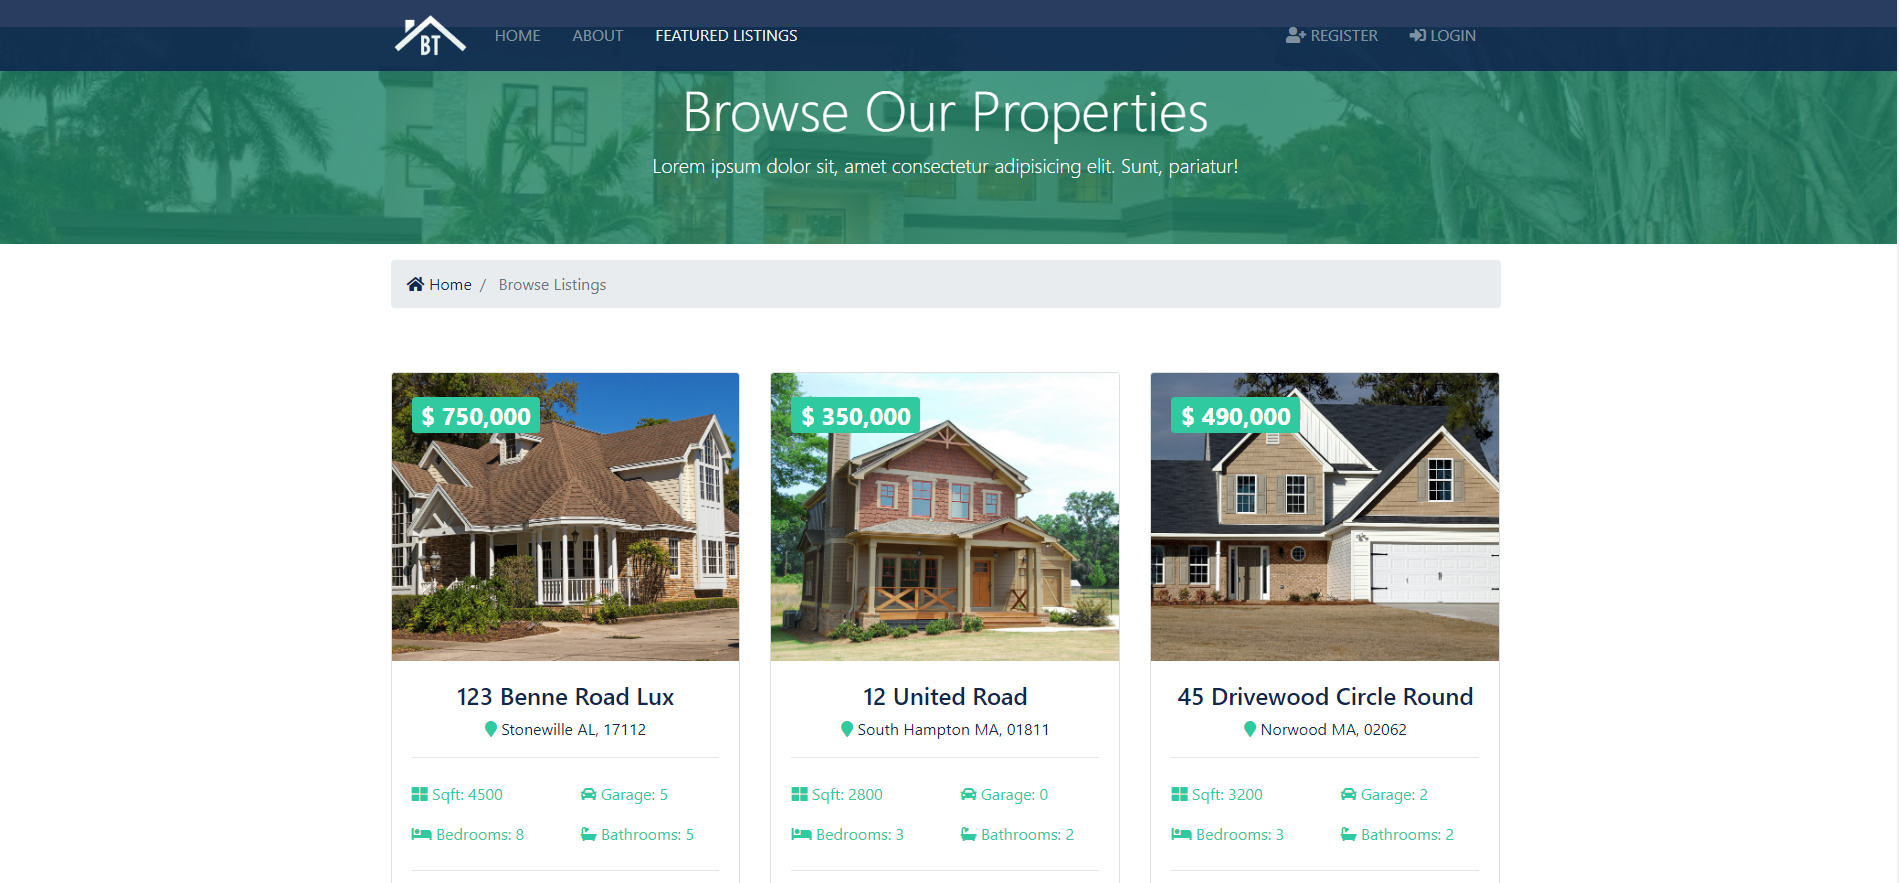 BT HOME ABOUT FEATURED LISTINGS REGISTER LOGIN
Browse Our Properties
Lorem ipsum dolor sit, amet consectetur adipisicing elit. Sunt, pariatur!
Home / Browse Listings
$ 750,000
123 Benne Road Lux
Stonewille AL, 17112
Sqft: 4500 Garage: 5
Bedrooms: 8 Bathrooms: 5
$ 350,000
12 United Road
South Hampton MA, 01811
Sqft: 2800 Garage: 0
Bedrooms: 3 Bathrooms: 2
$ 490,000
45 Drivewood Circle Round
Norwood MA, 02062
Sqft: 3200 Garage: 2
Bedrooms: 3 Bathrooms: 2